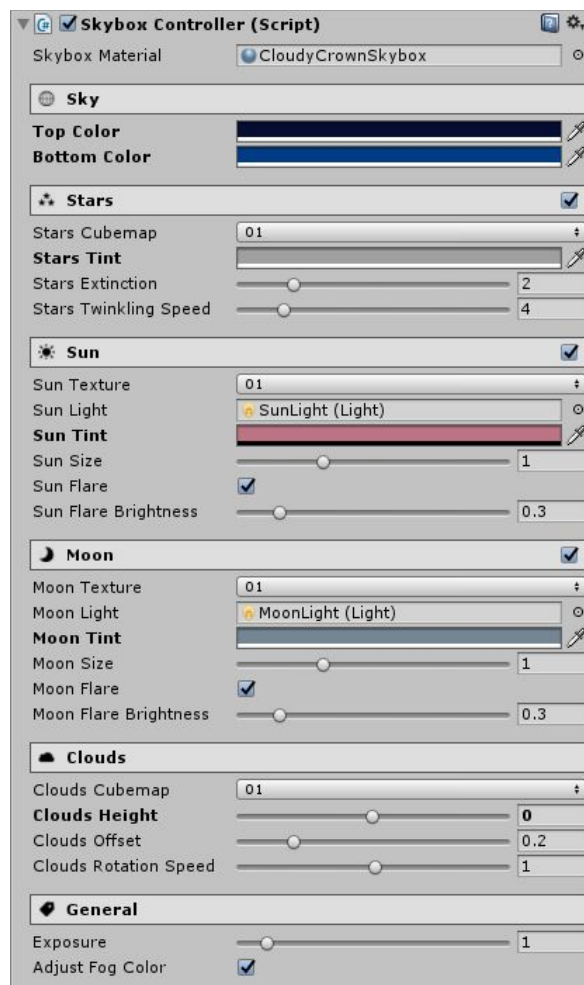 Skybox Controller (Script)
Skybox Material CloudyCrownSkybox
Sky
Top Color
Bottom Color
Stars
Stars Cubemap 01
Stars Tint
Stars Extinction 2
Stars Twinkling Speed 4
Sun
Sun Texture 01
Sun Light SunLight (Light)
Sun Tint
Sun Size 1
Sun Flare
Sun Flare Brightness 0.3
Moon
Moon Texture 01
Moon Light MoonLight (Light)
Moon Tint
Moon Size 1
Moon Flare
Moon Flare Brightness 0.3
Clouds
Clouds Cubemap 01
Clouds Height 0
Clouds Offset 0.2
Clouds Rotation Speed 1
General
Exposure 1
Adjust Fog Color